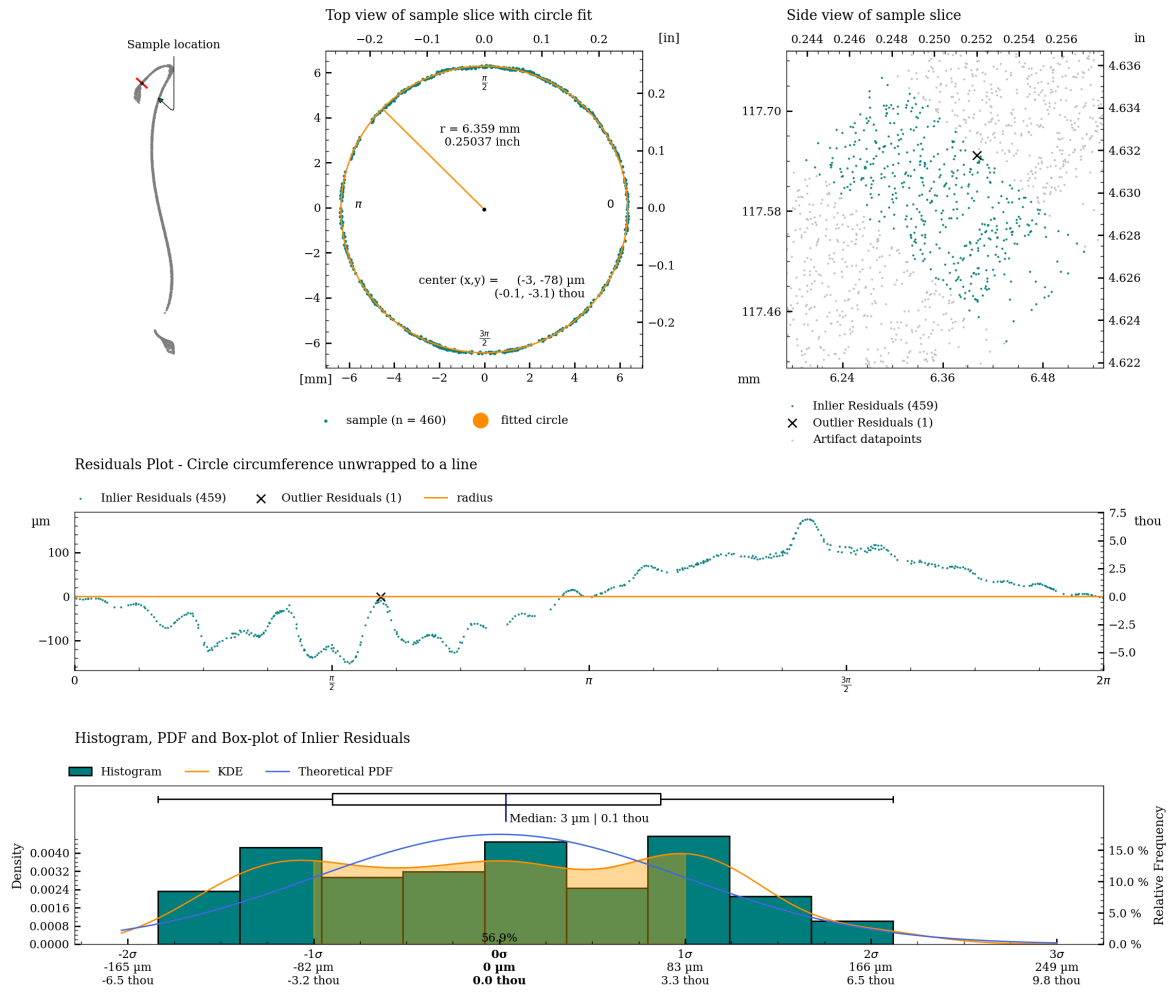 Sample location
Top view of sample slice with circle fit
−0.2 −0.1 0.0 0.1 0.2 [in]
6
4
2
0
−2
−4
−6
π/2
r = 6.359 mm
0.25037 inch
π
0
center (x,y) = (-3, -78) µm
(-0.1, -3.1) thou
3π/2
0.2
0.1
0.0
−0.1
−0.2
[mm] −6 −4 −2 0 2 4 6
sample (n = 460) fitted circle
Side view of sample slice
0.244 0.246 0.248 0.250 0.252 0.254 0.256 in
117.70
117.58
117.46
4.636
4.634
4.632
4.630
4.628
4.626
4.624
4.622
mm 6.24 6.36 6.48
Inlier Residuals (459)
Outlier Residuals (1)
Artifact datapoints
Residuals Plot - Circle circumference unwrapped to a line
Inlier Residuals (459) Outlier Residuals (1) radius
µm
100
0
−100
7.5 thou
5.0
2.5
0.0
−2.5
−5.0
0 π/2 π 3π/2 2π
Histogram, PDF and Box-plot of Inlier Residuals
Histogram KDE Theoretical PDF
Median: 3 µm | 0.1 thou
Density
0.0040
0.0032
0.0024
0.0016
0.0008
0.0000
56.9%
15.0 %
10.0 %
5.0 %
0.0 %
Relative Frequency
-2σ -1σ 0σ 1σ 2σ 3σ
-165 µm -82 µm 0 µm 83 µm 166 µm 249 µm
-6.5 thou -3.2 thou 0.0 thou 3.3 thou 6.5 thou 9.8 thou